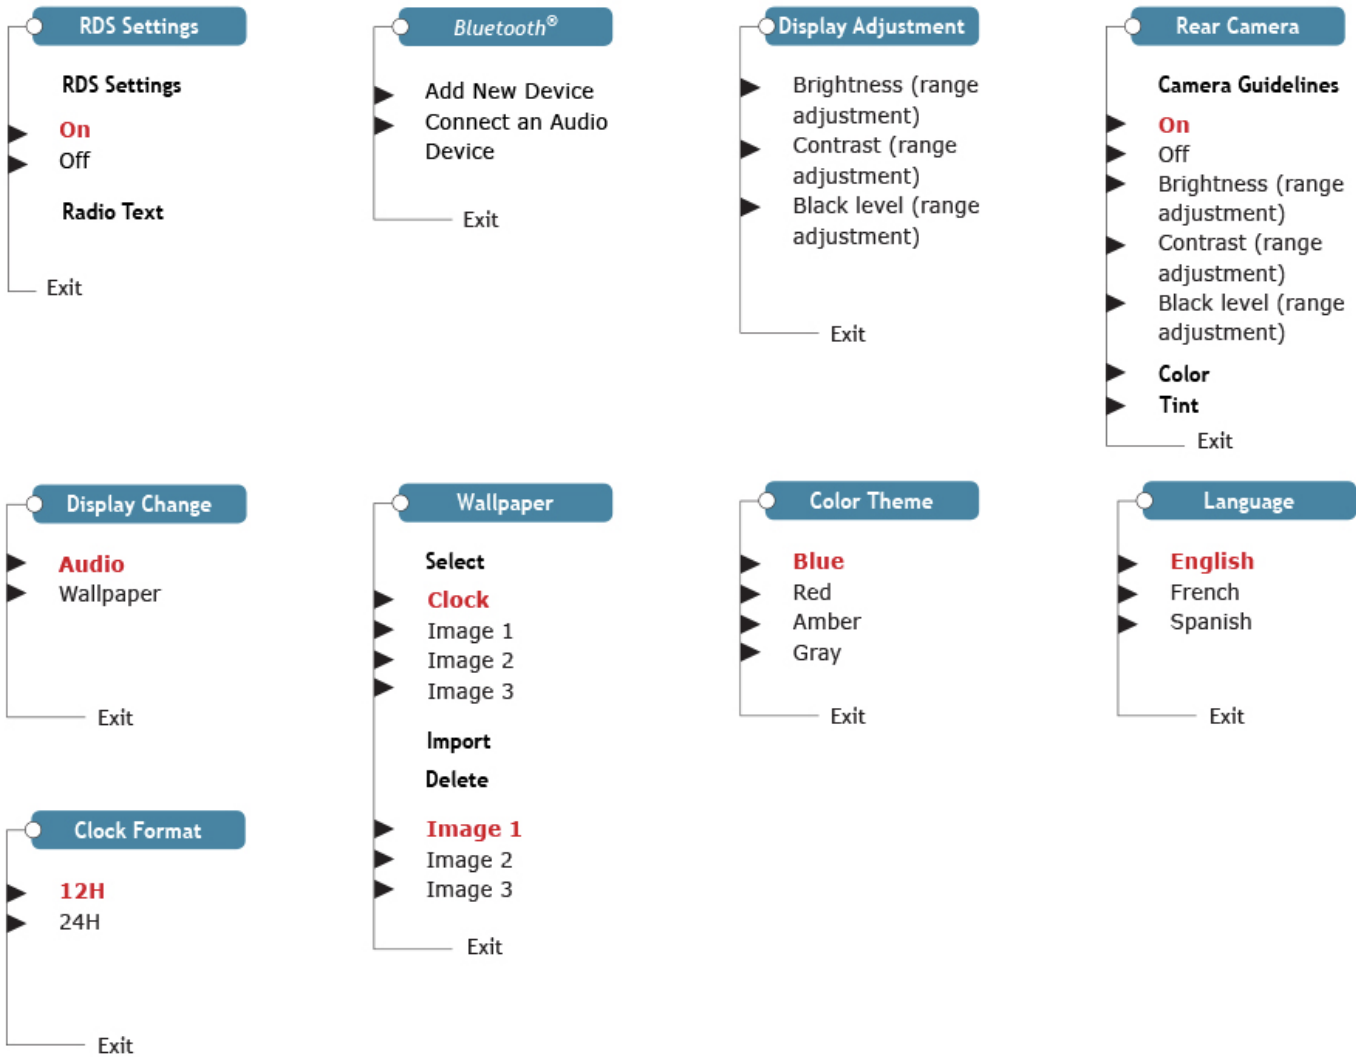 RDS Settings
RDS Settings
On
Off
Radio Text
Exit
Bluetooth®
Add New Device
Connect an Audio
Device
Exit
Display Adjustment
Brightness (range
adjustment)
Contrast (range
adjustment)
Black level (range
adjustment)
Exit
Rear Camera
Camera Guidelines
On
Off
Brightness (range
adjustment)
Contrast (range
adjustment)
Black level (range
adjustment)
Color
Tint
Exit
Display Change
Audio
Wallpaper
Exit
Wallpaper
Select
Clock
Image 1
Image 2
Image 3
Import
Delete
Image 1
Image 2
Image 3
Exit
Color Theme
Blue
Red
Amber
Gray
Exit
Language
English
French
Spanish
Exit
Clock Format
12H
24H
Exit